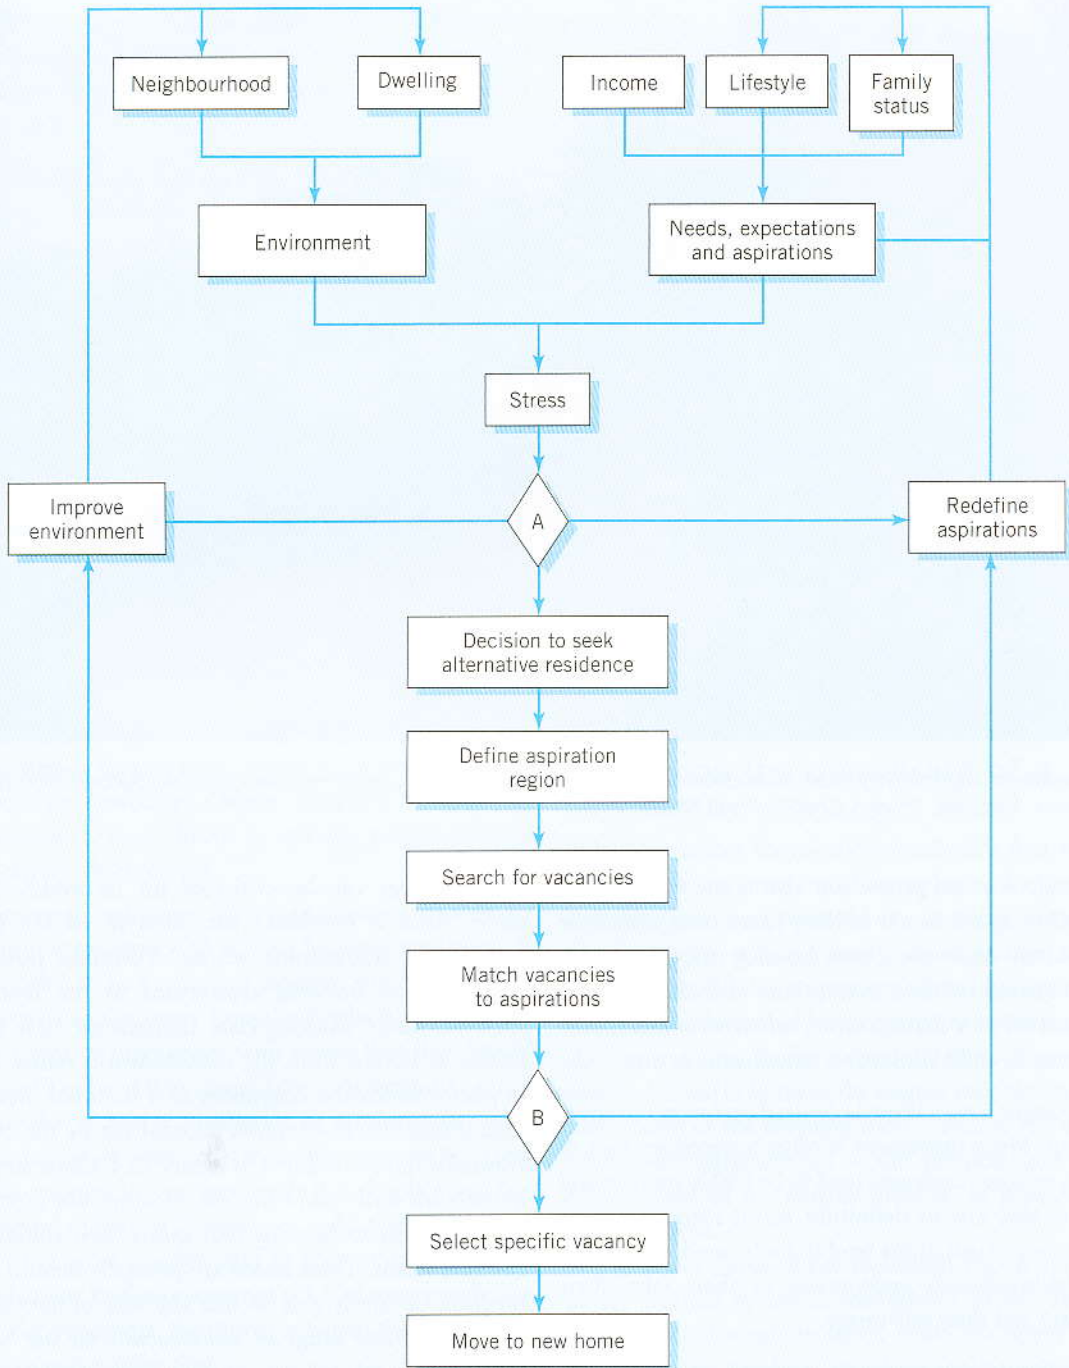 Neighbourhood
Dwelling
Income
Lifestyle
Family
status
Environment
Needs, expectations
and aspirations
Stress
Improve
environment
A
Redefine
aspirations
Decision to seek
alternative residence
Define aspiration
region
Search for vacancies
Match vacancies
to aspirations
B
Select specific vacancy
Move to new home